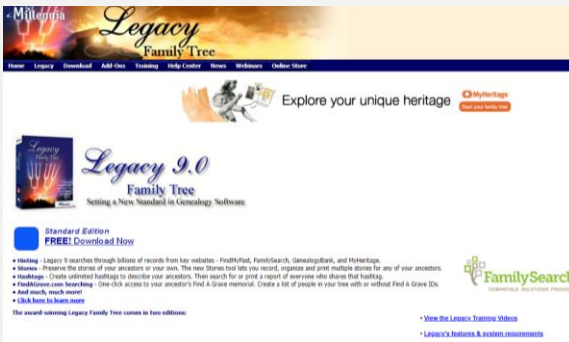 Millennia
Legacy
Family Tree
Home Legacy Download Add-Ons Training Help Center News Webinars Online Store
Explore your unique heritage
MyHeritage
Start your family tree
Legacy 9.0
Family Tree
Setting a New Standard in Genealogy Software
Standard Edition
FREE! Download Now
• Hinting - Legacy 9 searches through billions of records from key websites - FindMyPast, FamilySearch, GenealogyBank, and MyHeritage.
• Stories - Preserve the stories of your ancestors or your own. The new Stories tool lets you record, organize and print multiple stories for any of your ancestors.
• Hashtags - Create unlimited hashtags to describe your ancestors. Then search for or print a report of everyone who shares that hashtag.
• FindAGrave.com Searching - One-click access to your ancestor's Find A Grave memorial. Create a list of people in your tree with or without Find A Grave IDs.
• And much, much more!
• Click here to learn more
FamilySearch
COMPATIBLE SOLUTIONS PROVIDER
The award-winning Legacy Family Tree comes in two editions:
• View the Legacy Training Videos
• Legacy's features & system requirements